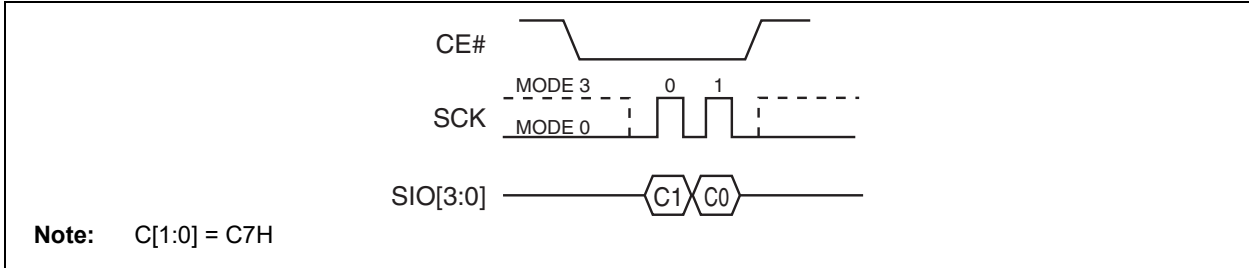 CE#
MODE 3 0 1
SCK
MODE 0
SIO[3:0] C1 C0
Note: C[1:0] = C7H